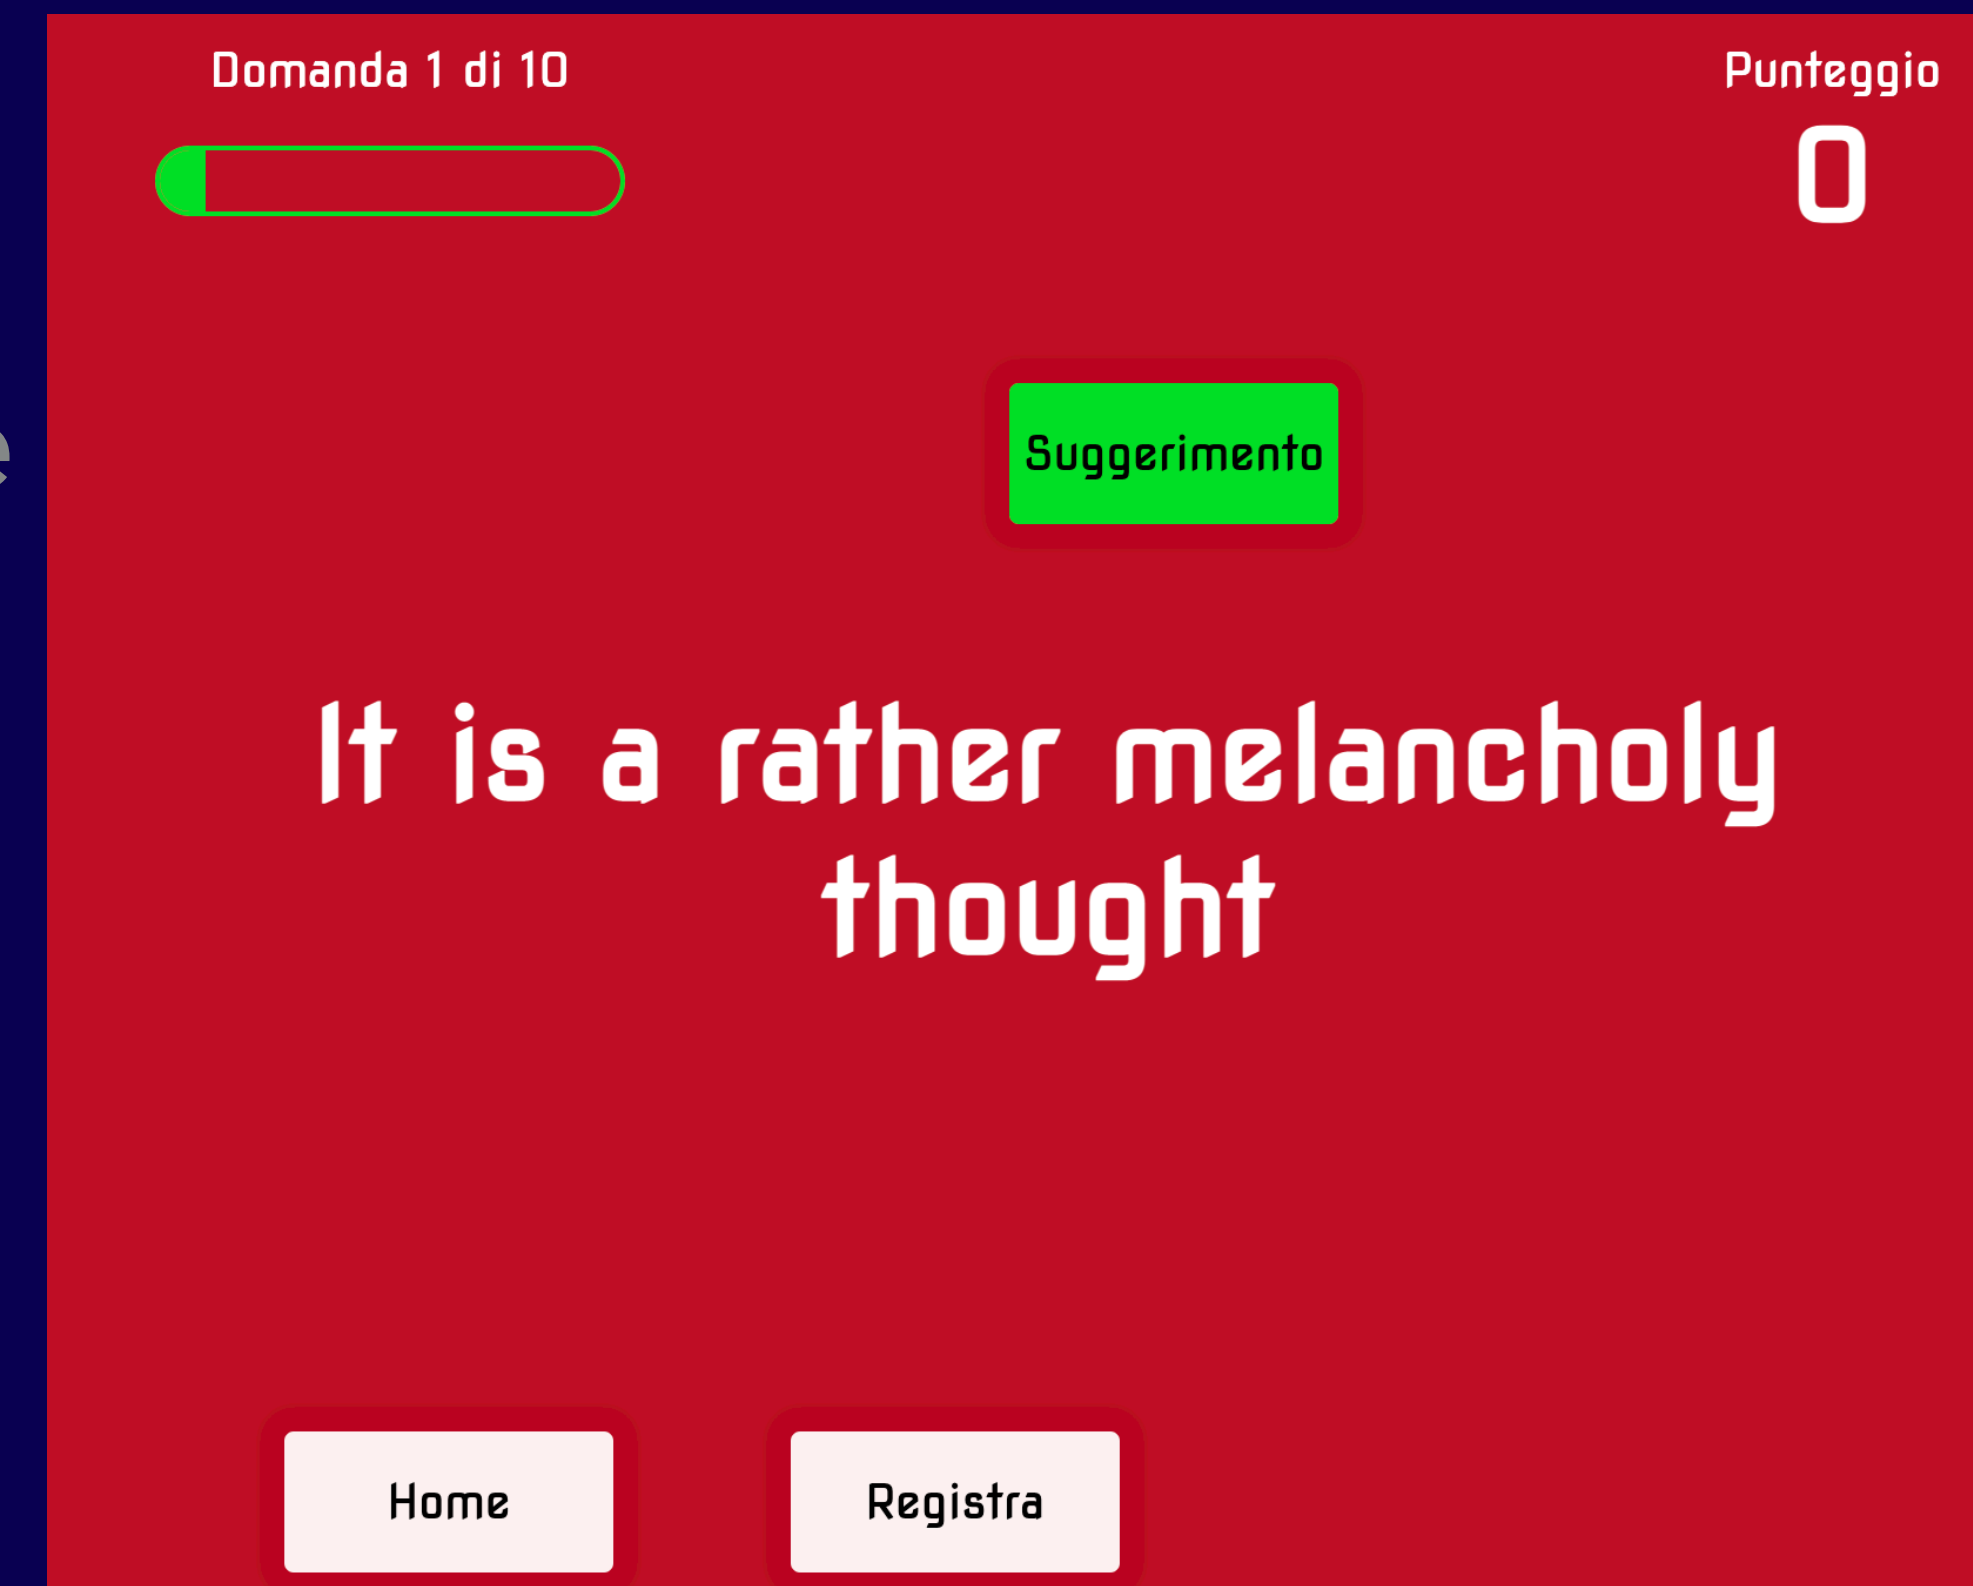 Domanda 1 di 10
Punteggio
0
Suggerimento
It is a rather melancholy
thought
Home
Registra